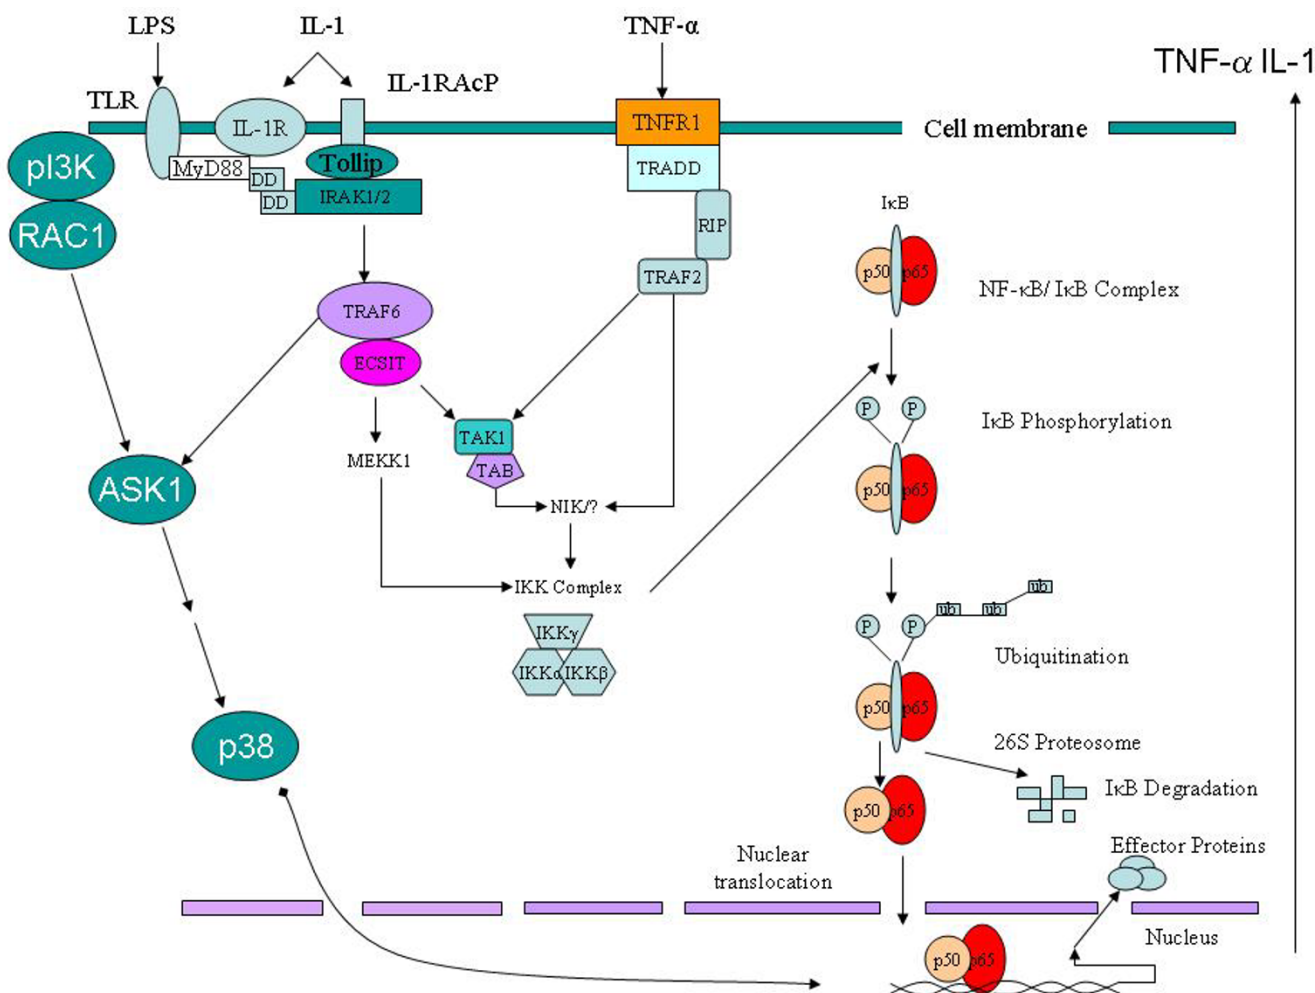 LPS
IL-1
TNF-α
TNF-α IL-1
IL-1RAcP
TLR
IL-1R
TNFR1
Cell membrane
pI3K
MyD88
Tollip
TRADD
DD
DD
IRAK1/2
RAC1
RIP
IκB
TRAF2
p50
p65
NF-κB/ IκB Complex
TRAF6
ECSIT
P
P
IκB Phosphorylation
TAK1
MEKK1
TAB
ASK1
p50
p65
NIK/?
IKK Complex
ub
ub
ub
P
P
IKKγ
IKKα
IKKβ
Ubiquitination
p50
p65
p38
26S Proteosome
IκB Degradation
p50
p65
Effector Proteins
Nuclear
translocation
Nucleus
p50
p65